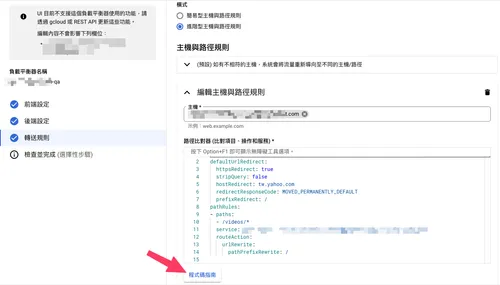 UI 目前不支援這個負載平衡器使用的功能，請
透過 gcloud 或 REST API 更新這些功能。
編輯內容不會影響下列欄位：
負載平衡器名稱
-qa
前端設定
後端設定
轉送規則
檢查並完成 (選擇性步驟)
模式
簡易型主機與路徑規則
進階型主機與路徑規則
主機與路徑規則
(預設) 如有不相符的主機，系統會將流量重新導向至不同的主機/路徑
編輯主機與路徑規則
主機 *
.com
示例：web.example.com
路徑比對器 (比對項目、操作和服務) *
按下 Option+F1 即可顯示無障礙工具選項。
2 defaultUrlRedirect:
3 httpsRedirect: true
4 stripQuery: false
5 hostRedirect: tw.yahoo.com
6 redirectResponseCode: MOVED_PERMANENTLY_DEFAULT
7 prefixRedirect: /
8 pathRules:
9 - paths:
10 - /videos/*
11 service:
12 routeAction:
13 urlRewrite:
14 pathPrefixRewrite: /
15
程式碼指南